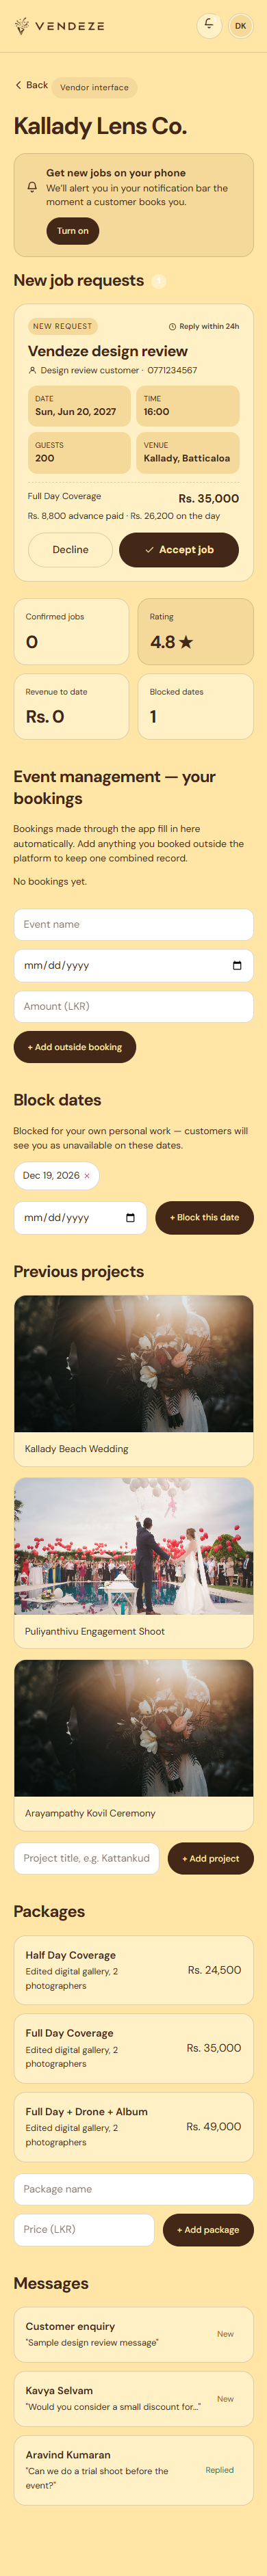 VENDEZE
DK
Back
Vendor interface
Kallady Lens Co.
Get new jobs on your phone
We'll alert you in your notification bar the
moment a customer books you.
Turn on
New job requests 1
NEW REQUEST
Reply within 24h
Vendeze design review
Design review customer · 0771234567
DATE
Sun, Jun 20, 2027
TIME
16:00
GUESTS
200
VENUE
Kallady, Batticaloa
Full Day Coverage
Rs. 35,000
Rs. 8,800 advance paid · Rs. 26,200 on the day
Decline
Accept job
Confirmed jobs
0
Rating
4.8 ★
Revenue to date
Rs. 0
Blocked dates
1
Event management — your
bookings
Bookings made through the app fill in here
automatically. Add anything you booked outside the
platform to keep one combined record.
No bookings yet.
Event name
mm/dd/yyyy
Amount (LKR)
+ Add outside booking
Block dates
Blocked for your own personal work — customers will
see you as unavailable on these dates.
Dec 19, 2026 ×
mm/dd/yyyy
+ Block this date
Previous projects
Kallady Beach Wedding
Puliyanthivu Engagement Shoot
Arayampathy Kovil Ceremony
Project title, e.g. Kattankud
+ Add project
Packages
Half Day Coverage
Edited digital gallery, 2
photographers
Rs. 24,500
Full Day Coverage
Edited digital gallery, 2
photographers
Rs. 35,000
Full Day + Drone + Album
Edited digital gallery, 2
photographers
Rs. 49,000
Package name
Price (LKR)
+ Add package
Messages
Customer enquiry
"Sample design review message"
New
Kavya Selvam
"Would you consider a small discount for…"
New
Aravind Kumaran
"Can we do a trial shoot before the
event?"
Replied